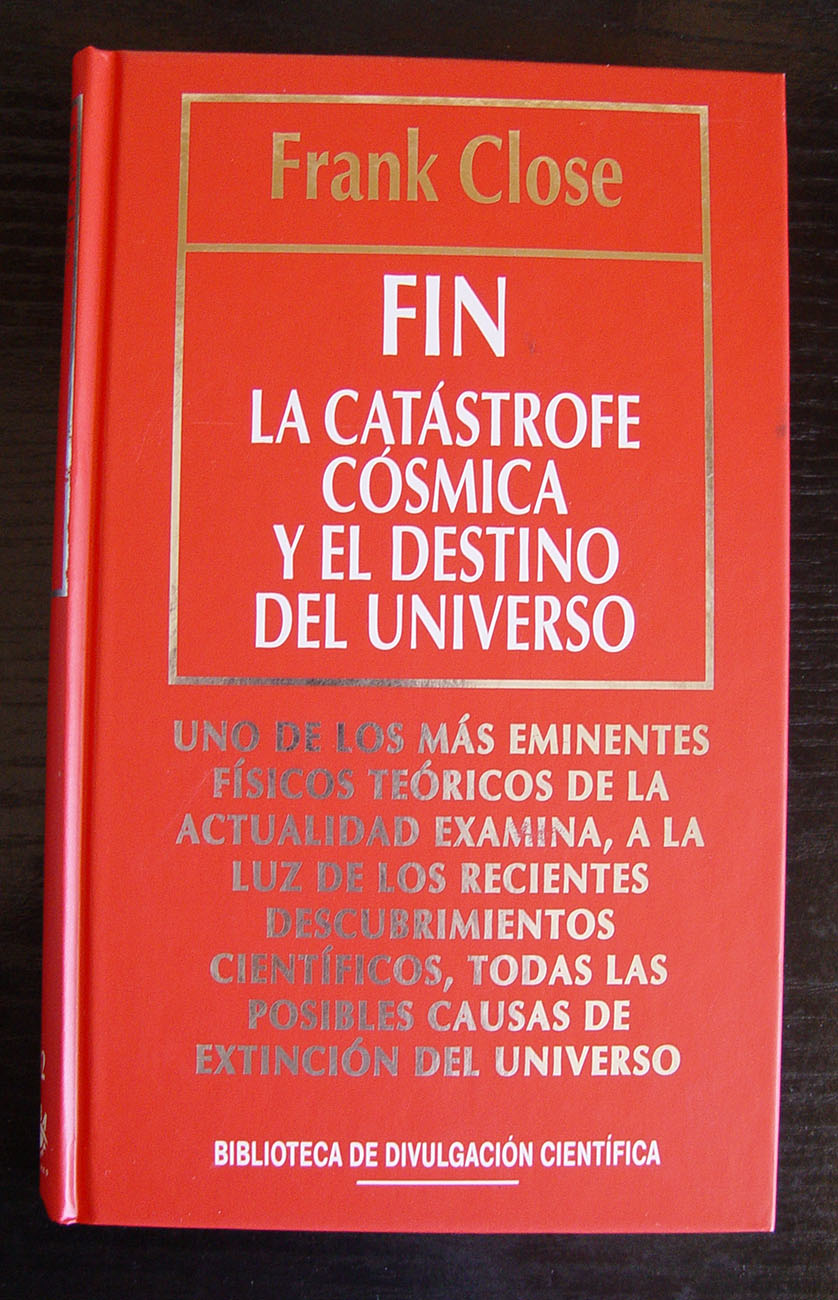 Frank Close
FIN
LA CATÁSTROFE
CÓSMICA
Y EL DESTINO
DEL UNIVERSO
UNO DE LOS MÁS EMINENTES
FÍSICOS TEÓRICOS DE LA
ACTUALIDAD EXAMINA, A LA
LUZ DE LOS RECIENTES
DESCUBRIMIENTOS
CIENTÍFICOS, TODAS LAS
POSIBLES CAUSAS DE
EXTINCIÓN DEL UNIVERSO
BIBLIOTECA DE DIVULGACIÓN CIENTÍFICA
2